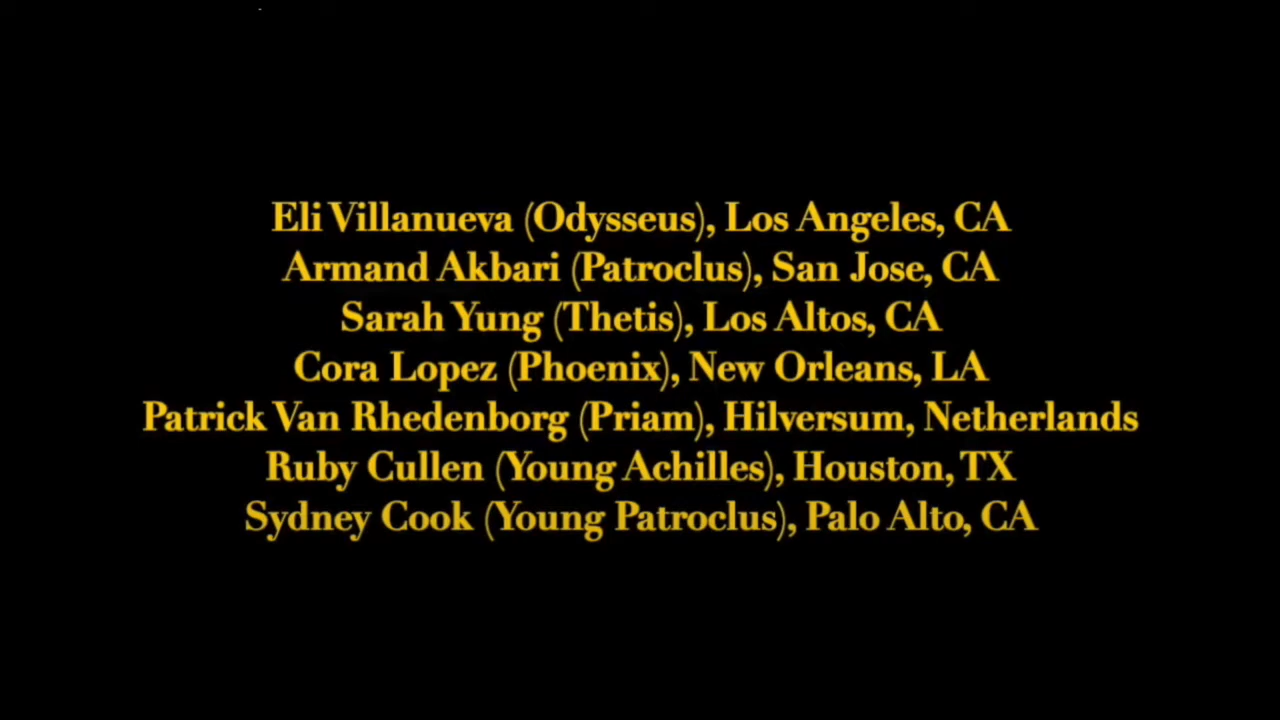 Eli Villanueva (Odysseus), Los Angeles, CA
Armand Akbari (Patroclus), San Jose, CA
Sarah Yung (Thetis), Los Altos, CA
Cora Lopez (Phoenix), New Orleans, LA
Patrick Van Rhedenborg (Priam), Hilversum, Netherlands
Ruby Cullen (Young Achilles), Houston, TX
Sydney Cook (Young Patroclus), Palo Alto, CA